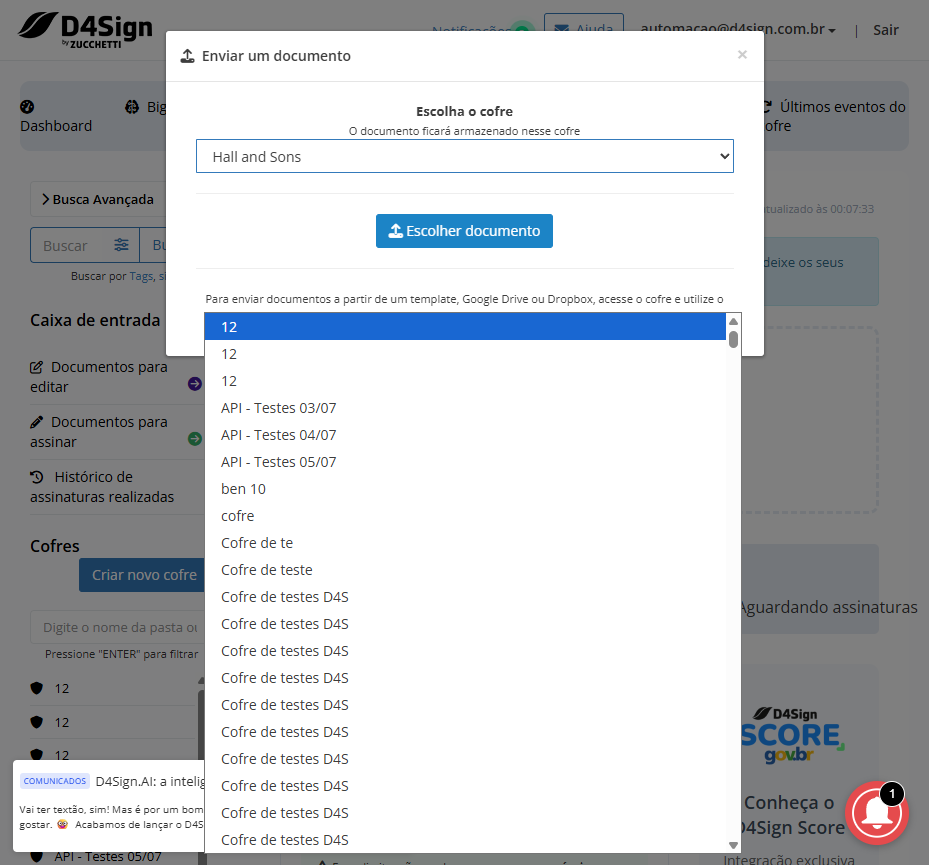 D4Sign
by ZUCCHETTI
Notificações
Ajuda
automacao@d4sign.com.br
|
Sair
Enviar um documento
×
Dashboard
Big
Últimos eventos do
ofre
Escolha o cofre
O documento ficará armazenado nesse cofre
Hall and Sons
Escolher documento
Para enviar documentos a partir de um template, Google Drive ou Dropbox, acesse o cofre e utilize o
Busca Avançada
Buscar
Bu
Buscar por Tags, si
tualizado às 00:07:33
deixe os seus
Caixa de entrada
Documentos para
editar
Documentos para
assinar
Histórico de
assinaturas realizadas
Cofres
Criar novo cofre
Digite o nome da pasta ou
Pressione "ENTER" para filtrar
12
12
12
API - Testes 05/07
12
12
12
API - Testes 03/07
API - Testes 04/07
API - Testes 05/07
ben 10
cofre
Cofre de te
Cofre de teste
Cofre de testes D4S
Cofre de testes D4S
Cofre de testes D4S
Cofre de testes D4S
Cofre de testes D4S
Cofre de testes D4S
Cofre de testes D4S
Cofre de testes D4S
Cofre de testes D4S
Cofre de testes D4S
COMUNICADOS D4Sign.AI: a intelig
Vai ter textão, sim! Mas é por um bom
gostar. 🤩 Acabamos de lançar o D4S
Aguardando assinaturas
D4Sign
SCORE
gov.br
Conheça o
D4Sign Score
Integração exclusiva
1